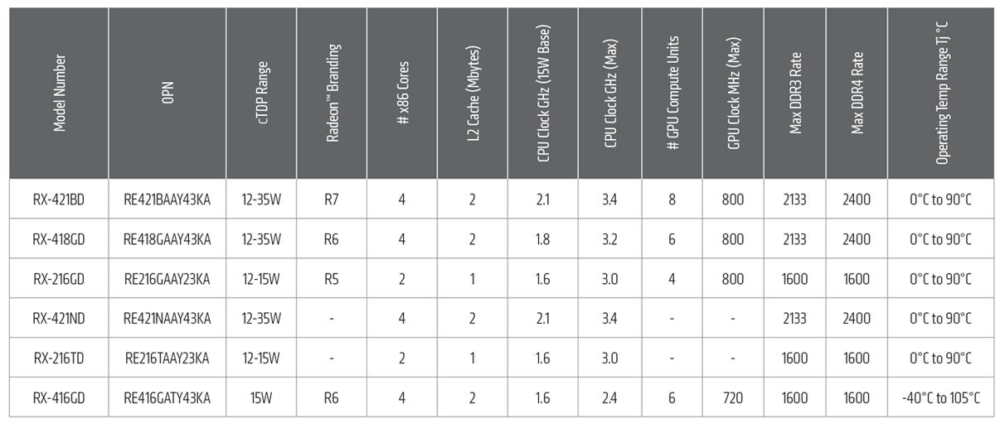 Model Number OPN cTDP Range Radeon™ Branding # x86 Cores L2 Cache (Mbytes) CPU Clock GHz (15W Base) CPU Clock GHz (Max) # GPU Compute Units GPU Clock MHz (Max) Max DDR3 Rate Max DDR4 Rate Operating Temp Range Tj °C
RX-421BD RE421BAAY43KA 12-35W R7 4 2 2.1 3.4 8 800 2133 2400 0°C to 90°C
RX-418GD RE418GAAY43KA 12-35W R6 4 2 1.8 3.2 6 800 2133 2400 0°C to 90°C
RX-216GD RE216GAAY23KA 12-15W R5 2 1 1.6 3.0 4 800 1600 1600 0°C to 90°C
RX-421ND RE421NAAY43KA 12-35W - 4 2 2.1 3.4 - - 2133 2400 0°C to 90°C
RX-216TD RE216TAAY23KA 12-15W - 2 1 1.6 3.0 - - 1600 1600 0°C to 90°C
RX-416GD RE416GATY43KA 15W R6 4 2 1.6 2.4 6 720 1600 1600 -40°C to 105°C